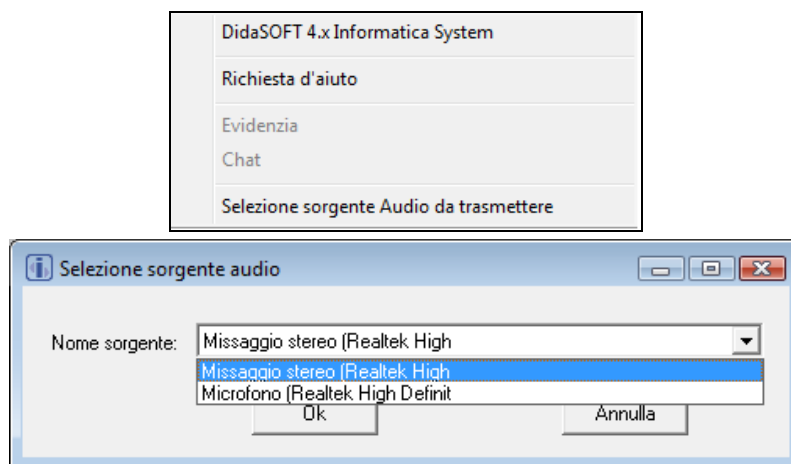 DidaSOFT 4.x Informatica System
Richiesta d'aiuto
Evidenzia
Chat
Selezione sorgente Audio da trasmettere
Selezione sorgente audio
Nome sorgente: Missaggio stereo (Realtek High
Missaggio stereo (Realtek High
Microfono (Realtek High Definit
Ok Annulla